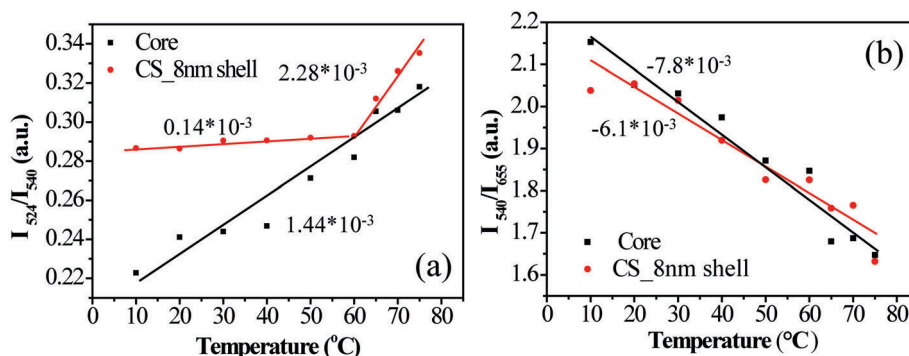 0.34
0.32
0.30
0.28
0.26
0.24
0.22
I 524/I540 (a.u.)
Core
CS_8nm shell
2.28*10-3
0.14*10-3
1.44*10-3
(a)
0 10 20 30 40 50 60 70 80
Temperature (oC)
2.2
2.1
2.0
1.9
1.8
1.7
1.6
I540/I655 (a.u.)
(b)
-7.8*10-3
-6.1*10-3
Core
CS_8nm shell
0 10 20 30 40 50 60 70 80
Temperature (°C)